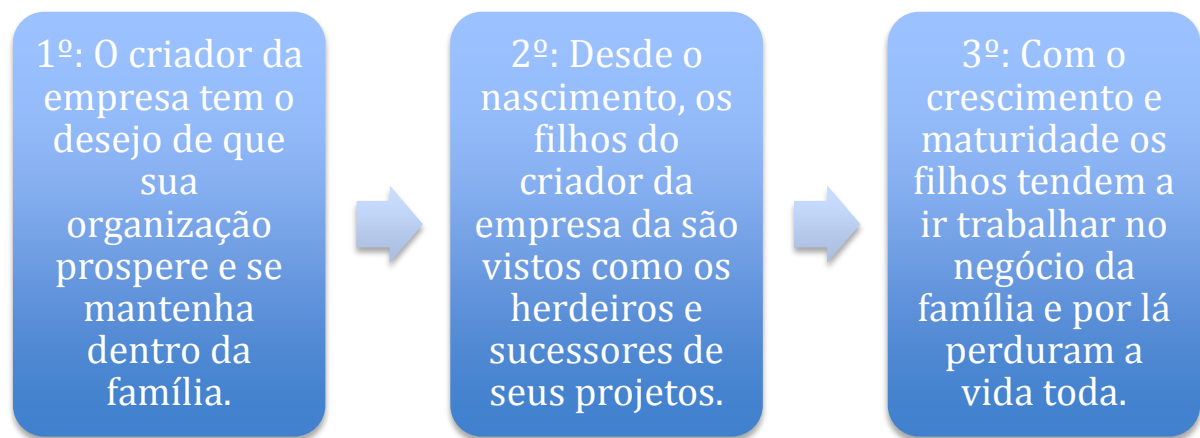 1º: O criador da
empresa tem o
desejo de que
sua
organização
prospere e se
mantenha
dentro da
família.
2º: Desde o
nascimento, os
filhos do
criador da
empresa da são
vistos como os
herdeiros e
sucessores de
seus projetos.
3º: Com o
crescimento e
maturidade os
filhos tendem a
ir trabalhar no
negócio da
família e por lá
perduram a
vida toda.